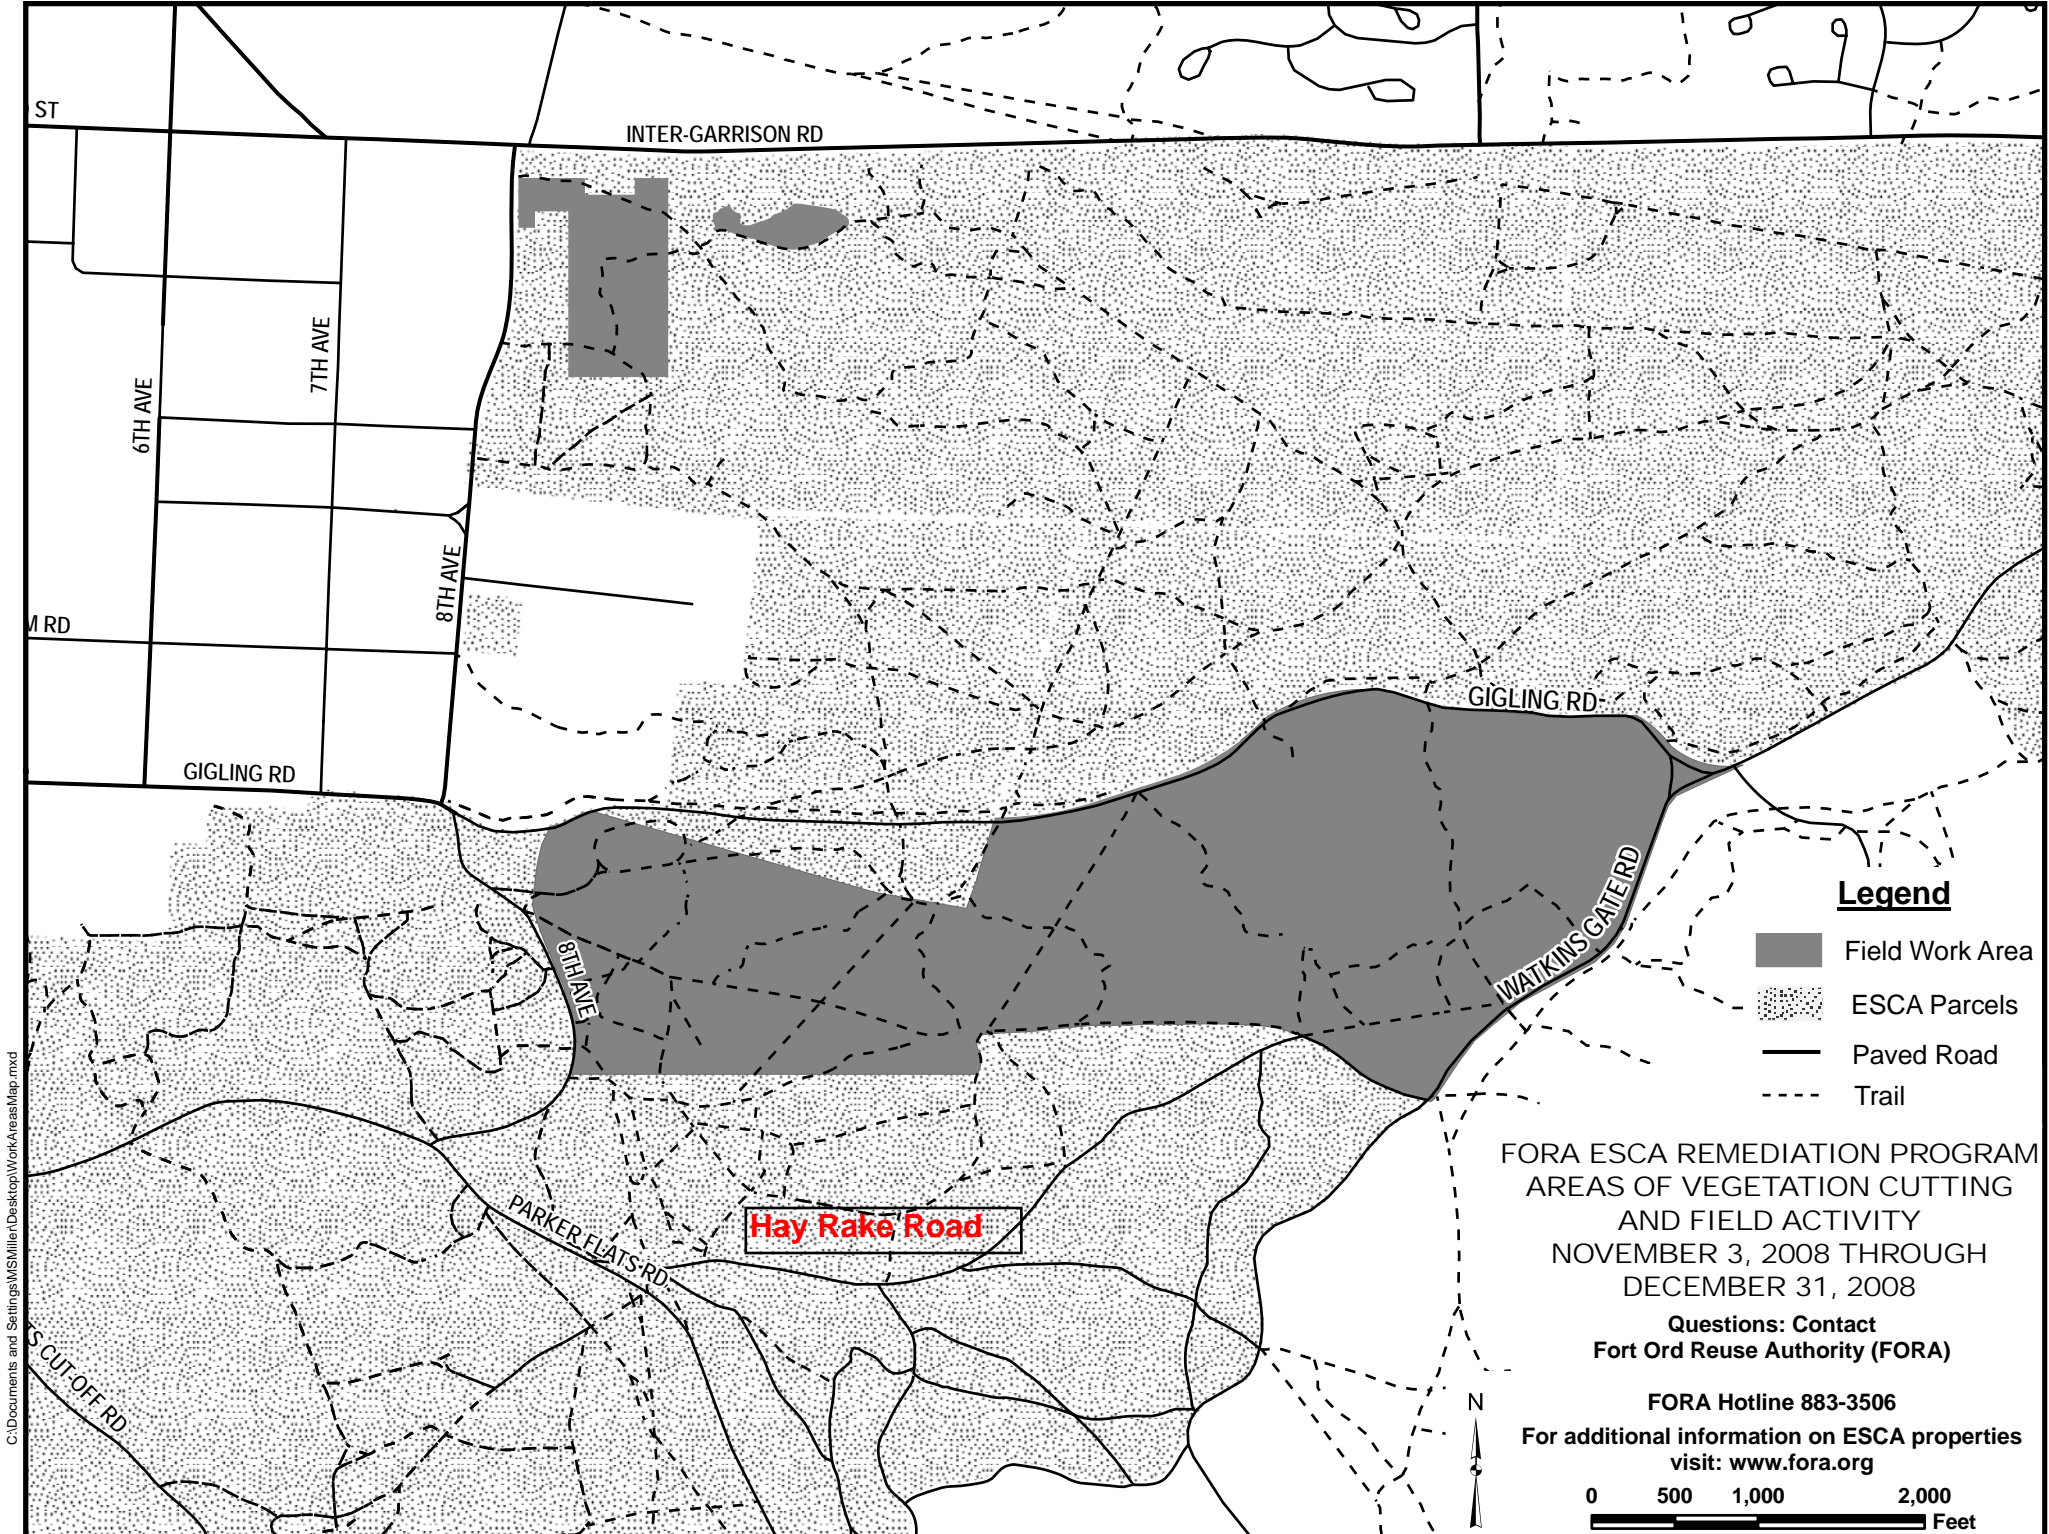 ST
INTER-GARRISON RD
7TH AVE
6TH AVE
8TH AVE
M RD
GIGLING RD
GIGLING RD
WATKINS GATE RD
8TH AVE
PARKER FLATS RD
Hay Rake Road
TS CUT-OFF RD
C:\Documents and Settings\MSMiller\Desktop\WorkAreasMap.mxd
Legend
Field Work Area
ESCA Parcels
Paved Road
Trail
FORA ESCA REMEDIATION PROGRAM
AREAS OF VEGETATION CUTTING
AND FIELD ACTIVITY
NOVEMBER 3, 2008 THROUGH
DECEMBER 31, 2008
Questions: Contact
Fort Ord Reuse Authority (FORA)
N
FORA Hotline 883-3506
For additional information on ESCA properties
visit: www.fora.org
0 500 1,000 2,000
Feet